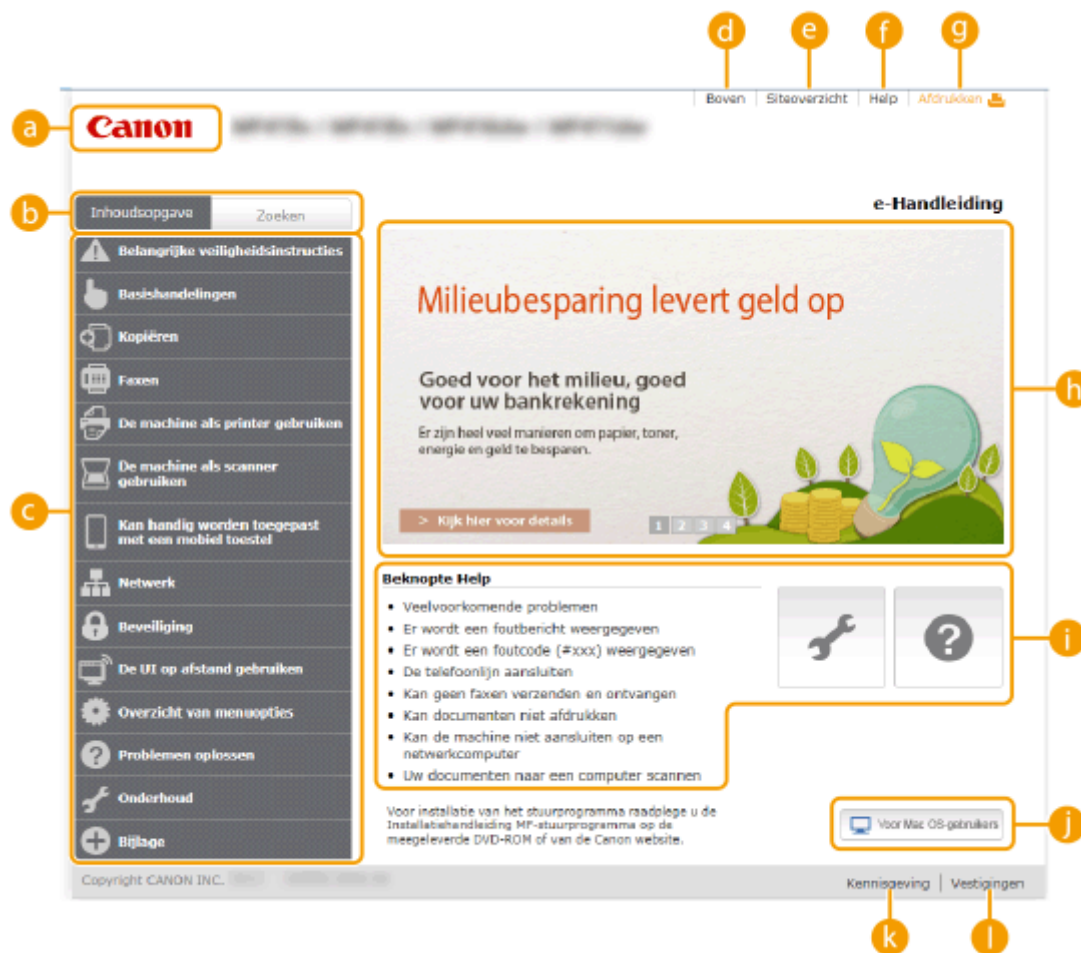 d e f g
Boven Siteoverzicht Help Afdrukken
a
Canon
b
Inhoudsopgave Zoeken
e-Handleiding
c
Belangrijke veiligheidsinstructies
Basishandelingen
Kopiëren
Faxen
De machine als printer gebruiken
De machine als scanner
gebruiken
Kan handig worden toegepast
met een mobiel toestel
Netwerk
Beveiliging
De UI op afstand gebruiken
Overzicht van menuopties
Problemen oplossen
Onderhoud
Bijlage
Milieubesparing levert geld op
Goed voor het milieu, goed
voor uw bankrekening
Er zijn heel veel manieren om papier, toner,
energie en geld te besparen.
> Kijk hier voor details
1 2 3 4
h
Beknopte Help
• Veelvoorkomende problemen
• Er wordt een foutbericht weergegeven
• Er wordt een foutcode (#xxx) weergegeven
• De telefoonlijn aansluiten
• Kan geen faxen verzenden en ontvangen
• Kan documenten niet afdrukken
• Kan de machine niet aansluiten op een
netwerkcomputer
• Uw documenten naar een computer scannen
?
i
Voor installatie van het stuurprogramma raadplege u de
Installatiehandleiding MF-stuurprogramma op de
meegeleverde DVD-ROM of van de Canon website.
Voor Mac OS-gebruikers
j
Copyright CANON INC.
Kennisgeving Vestigingen
k l